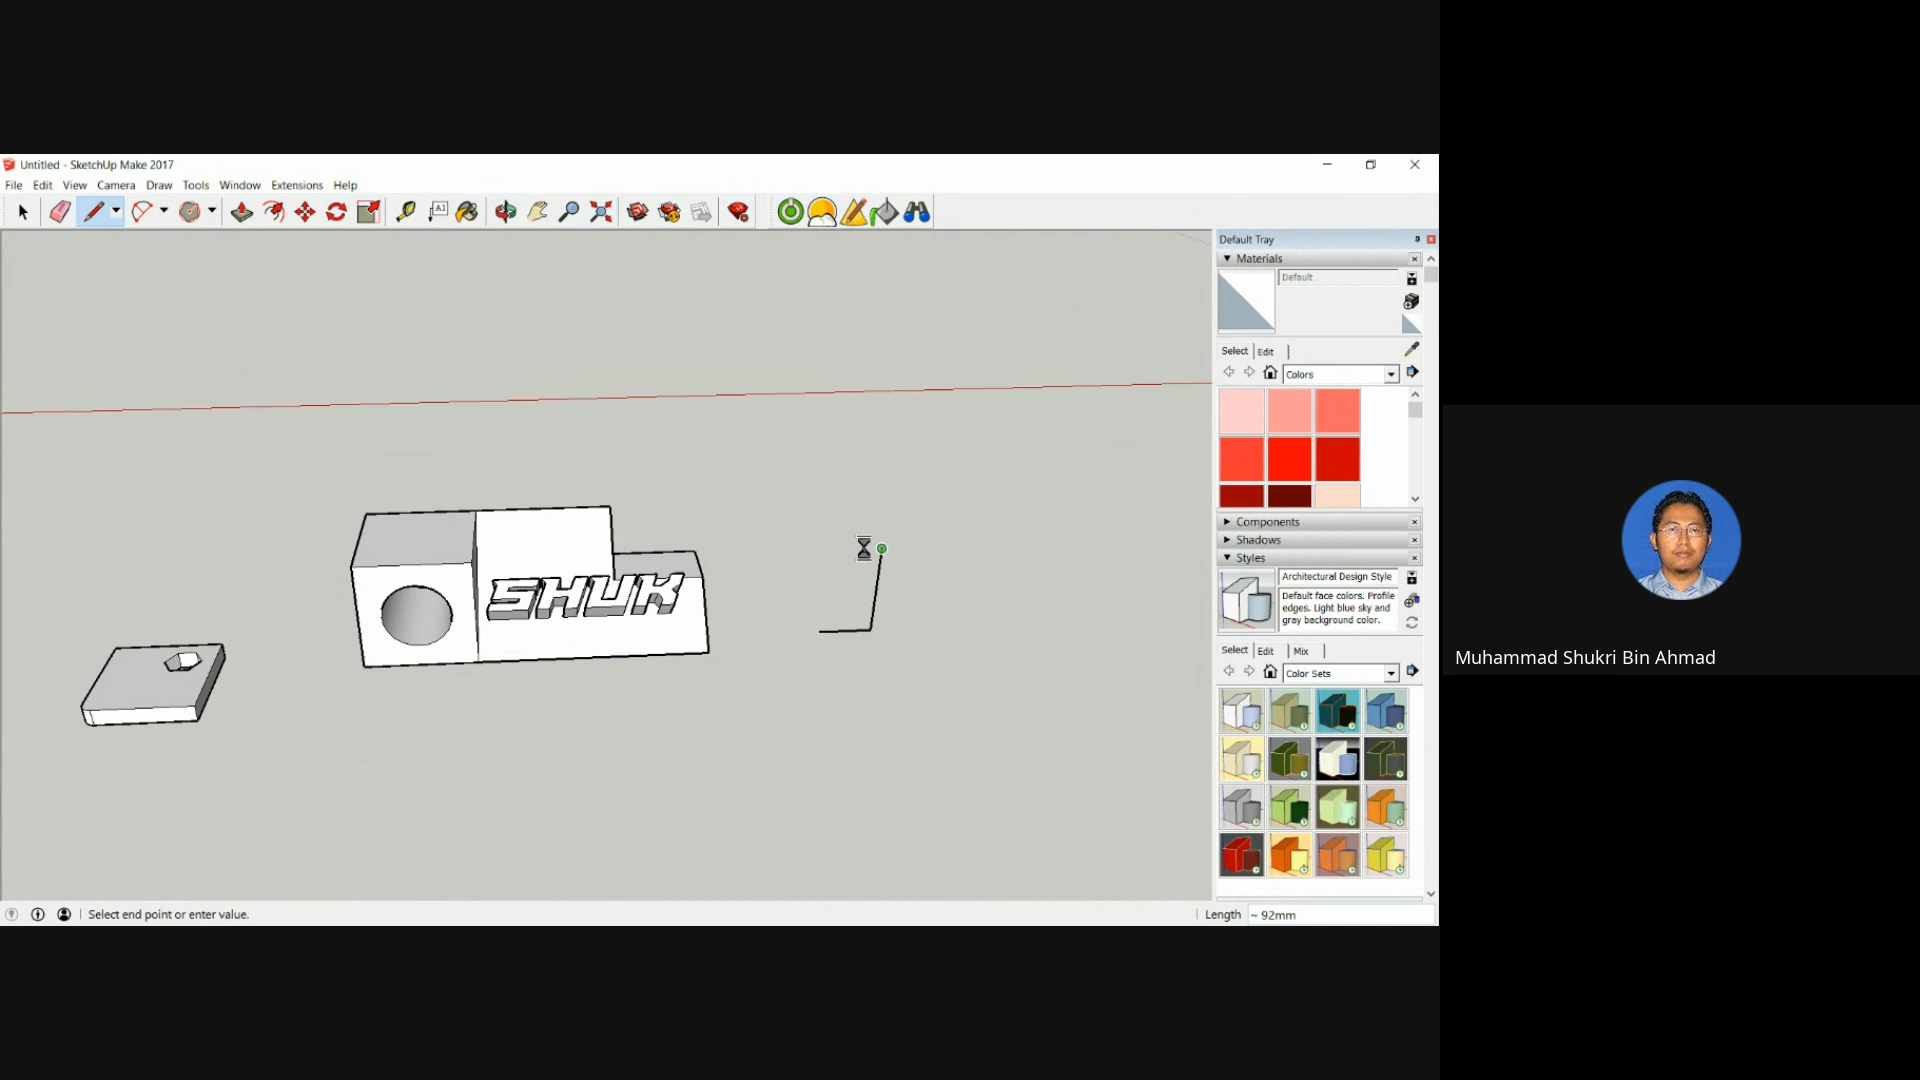 Untitled - SketchUp Make 2017
File Edit View Camera Draw Tools Window Extensions Help
A1
Default Tray
Materials
Default
Select Edit
Colors
Components
Shadows
Styles
Architectural Design Style
Default face colors. Profile
edges. Light blue sky and
gray background color.
Select Edit Mix
Color Sets
SHUK
Select end point or enter value.
Length ~ 92mm
Muhammad Shukri Bin Ahmad